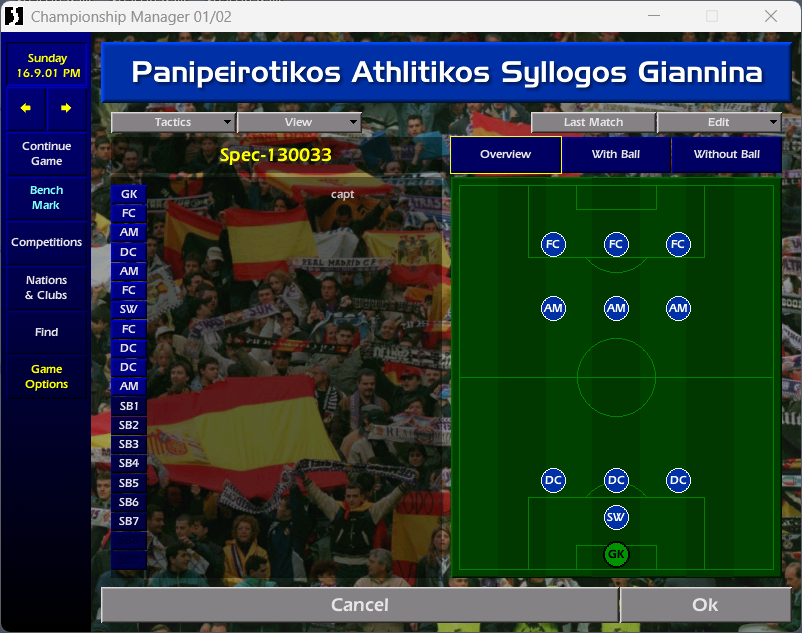 Championship Manager 01/02
Sunday
16.9.01 PM
Continue
Game
Bench
Mark
Competitions
Nations
& Clubs
Find
Game
Options
Panipeirotikos Athlitikos Syllogos Giannina
Tactics View Last Match Edit
Spec-130033
Overview With Ball Without Ball
GK capt
FC
AM
DC
AM
FC
SW
FC
DC
DC
AM
SB1
SB2
SB3
SB4
SB5
SB6
SB7
FC FC FC
AM AM AM
DC DC DC
SW
GK
REAL MADRID C.F.
Cancel Ok